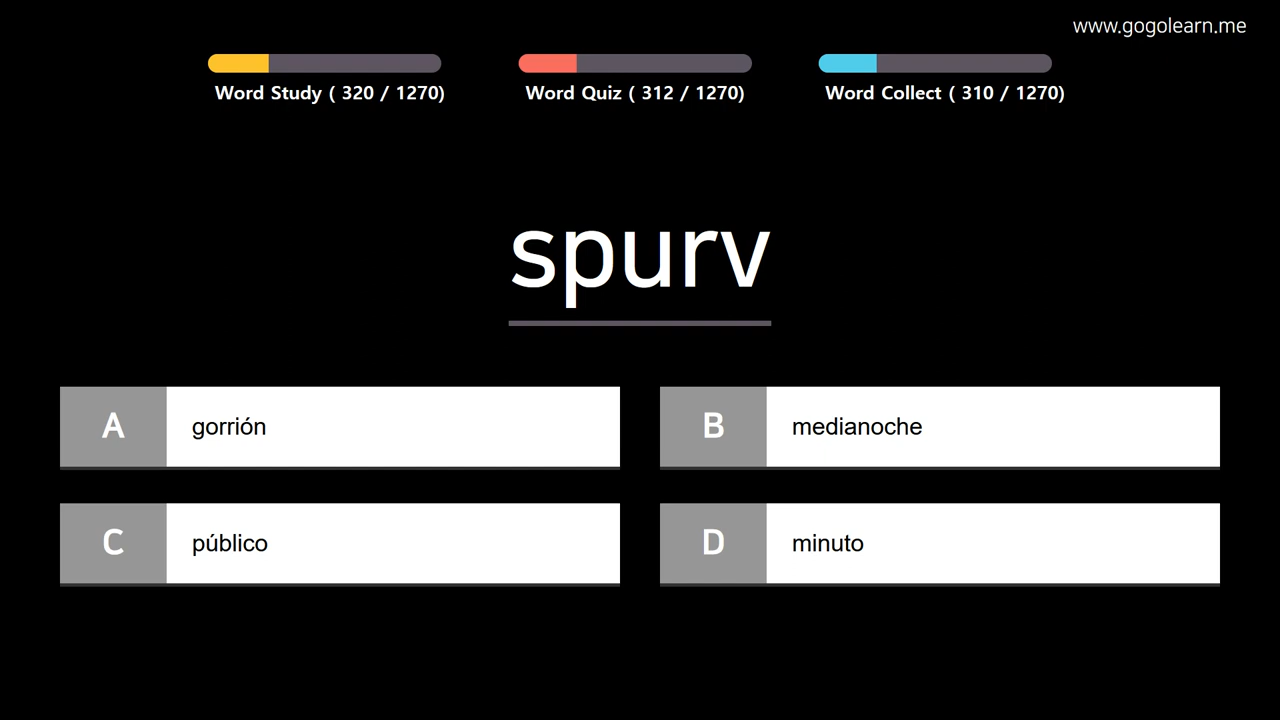 www.gogolearn.me
Word Study ( 320 / 1270)
Word Quiz ( 312 / 1270)
Word Collect ( 310 / 1270)
spurv
A gorrión
B medianoche
C público
D minuto